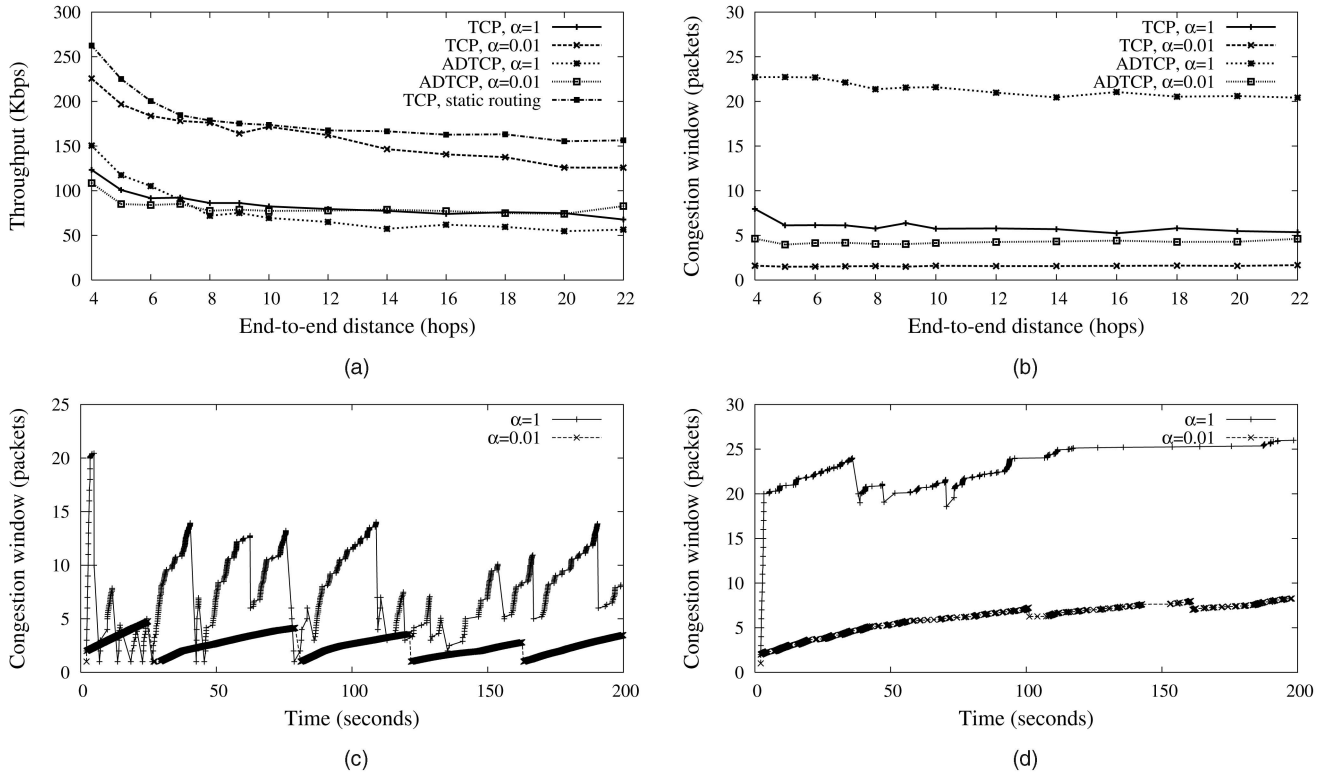 300
250
200
150
100
50
0
Throughput (Kbps)
TCP, α=1
TCP, α=0.01
ADTCP, α=1
ADTCP, α=0.01
TCP, static routing
4 6 8 10 12 14 16 18 20 22
End-to-end distance (hops)
(a)
30
25
20
15
10
5
0
Congestion window (packets)
TCP, α=1
TCP, α=0.01
ADTCP, α=1
ADTCP, α=0.01
4 6 8 10 12 14 16 18 20 22
End-to-end distance (hops)
(b)
25
20
15
10
5
0
Congestion window (packets)
α=1
α=0.01
0 50 100 150 200
Time (seconds)
(c)
30
25
20
15
10
5
0
Congestion window (packets)
α=1
α=0.01
0 50 100 150 200
Time (seconds)
(d)